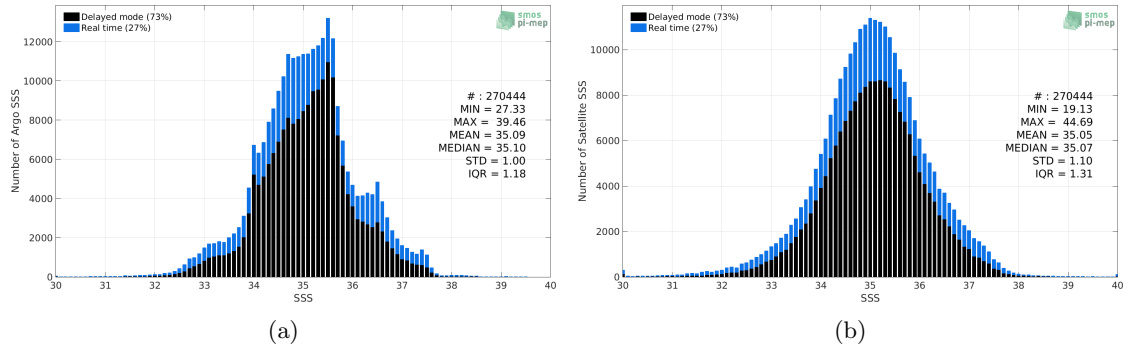 Delayed mode (73%)
Real time (27%)
smos
pi-mep
12000
10000
8000
6000
4000
2000
0
Number of Argo SSS
# : 270444
MIN = 27.33
MAX = 39.46
MEAN = 35.09
MEDIAN = 35.10
STD = 1.00
IQR = 1.18
30 31 32 33 34 35 36 37 38 39 40
SSS
(a)
Delayed mode (73%)
Real time (27%)
smos
pi-mep
10000
8000
6000
4000
2000
0
Number of Satellite SSS
# : 270444
MIN = 19.13
MAX = 44.69
MEAN = 35.05
MEDIAN = 35.07
STD = 1.10
IQR = 1.31
30 31 32 33 34 35 36 37 38 39 40
SSS
(b)